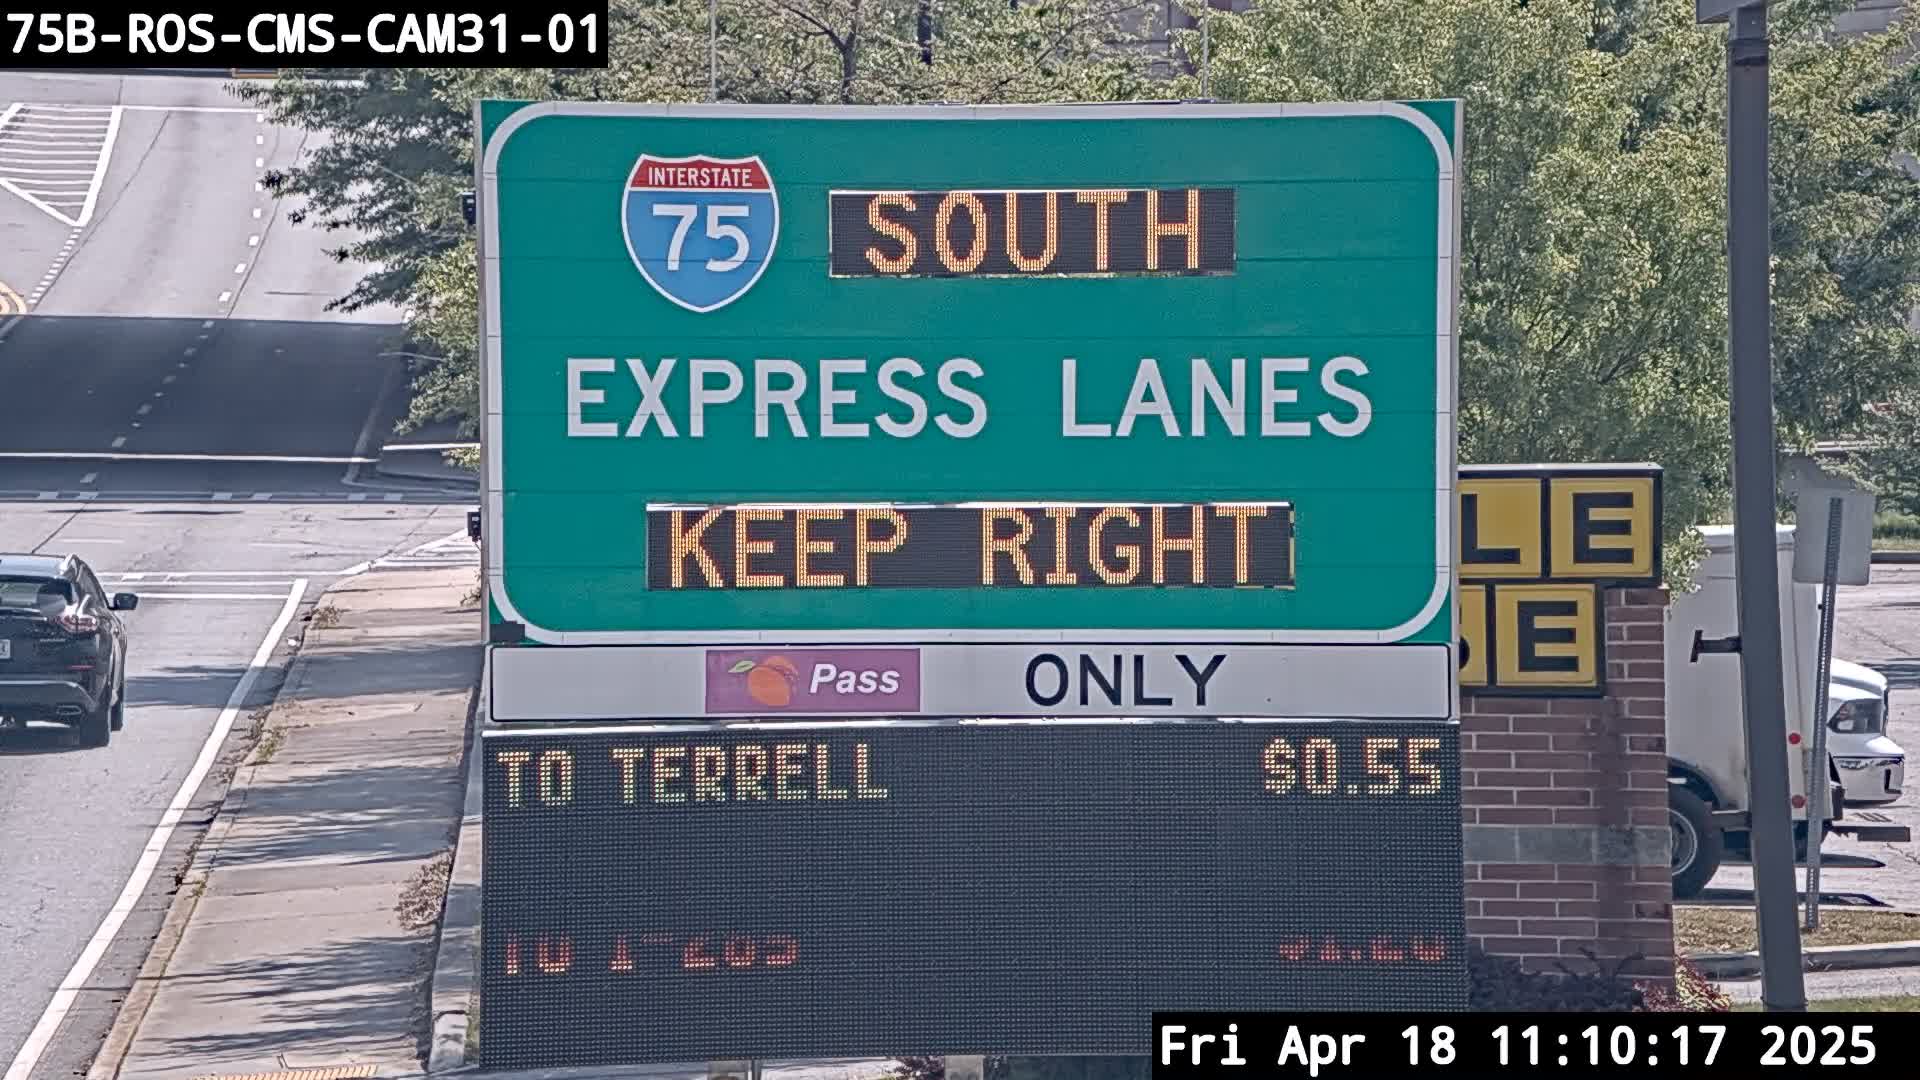 75B-ROS-CMS-CAM31-01
INTERSTATE
75
SOUTH
EXPRESS LANES
KEEP RIGHT
Pass ONLY
TO TERRELL $0.55
TO
LE
E
Fri Apr 18 11:10:17 2025